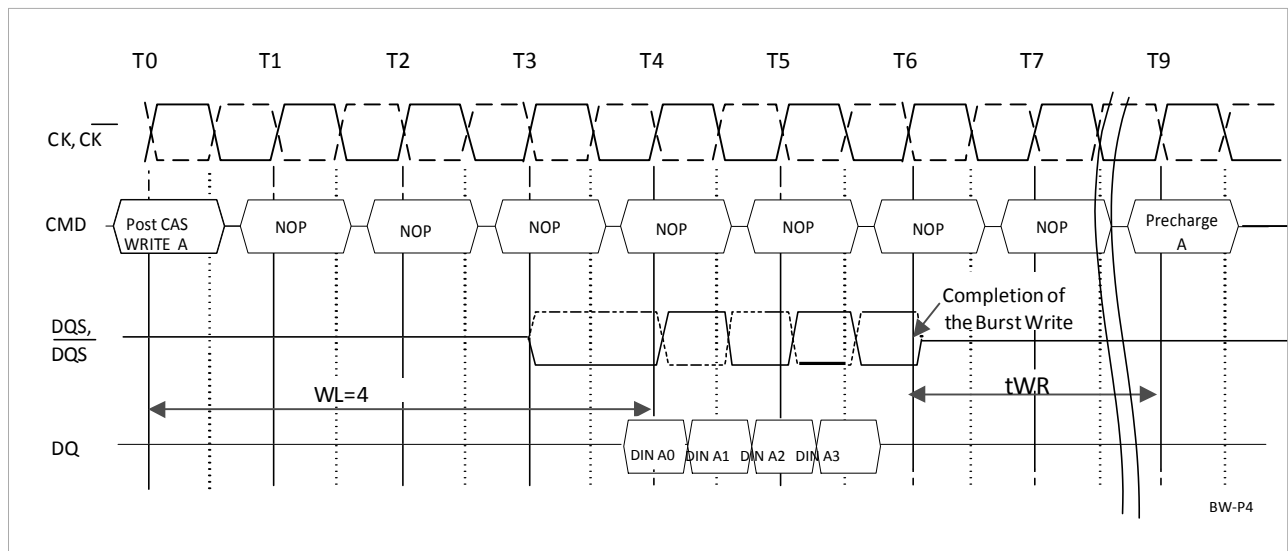 T0 T1 T2 T3 T4 T5 T6 T7 T9
CK, CK
CMD
Post CAS
WRITE A
NOP NOP NOP NOP NOP NOP NOP
Precharge
A
DQS,
DQS
Completion of
the Burst Write
WL=4
tWR
DQ
DIN A0 DIN A1 DIN A2 DIN A3
BW-P4